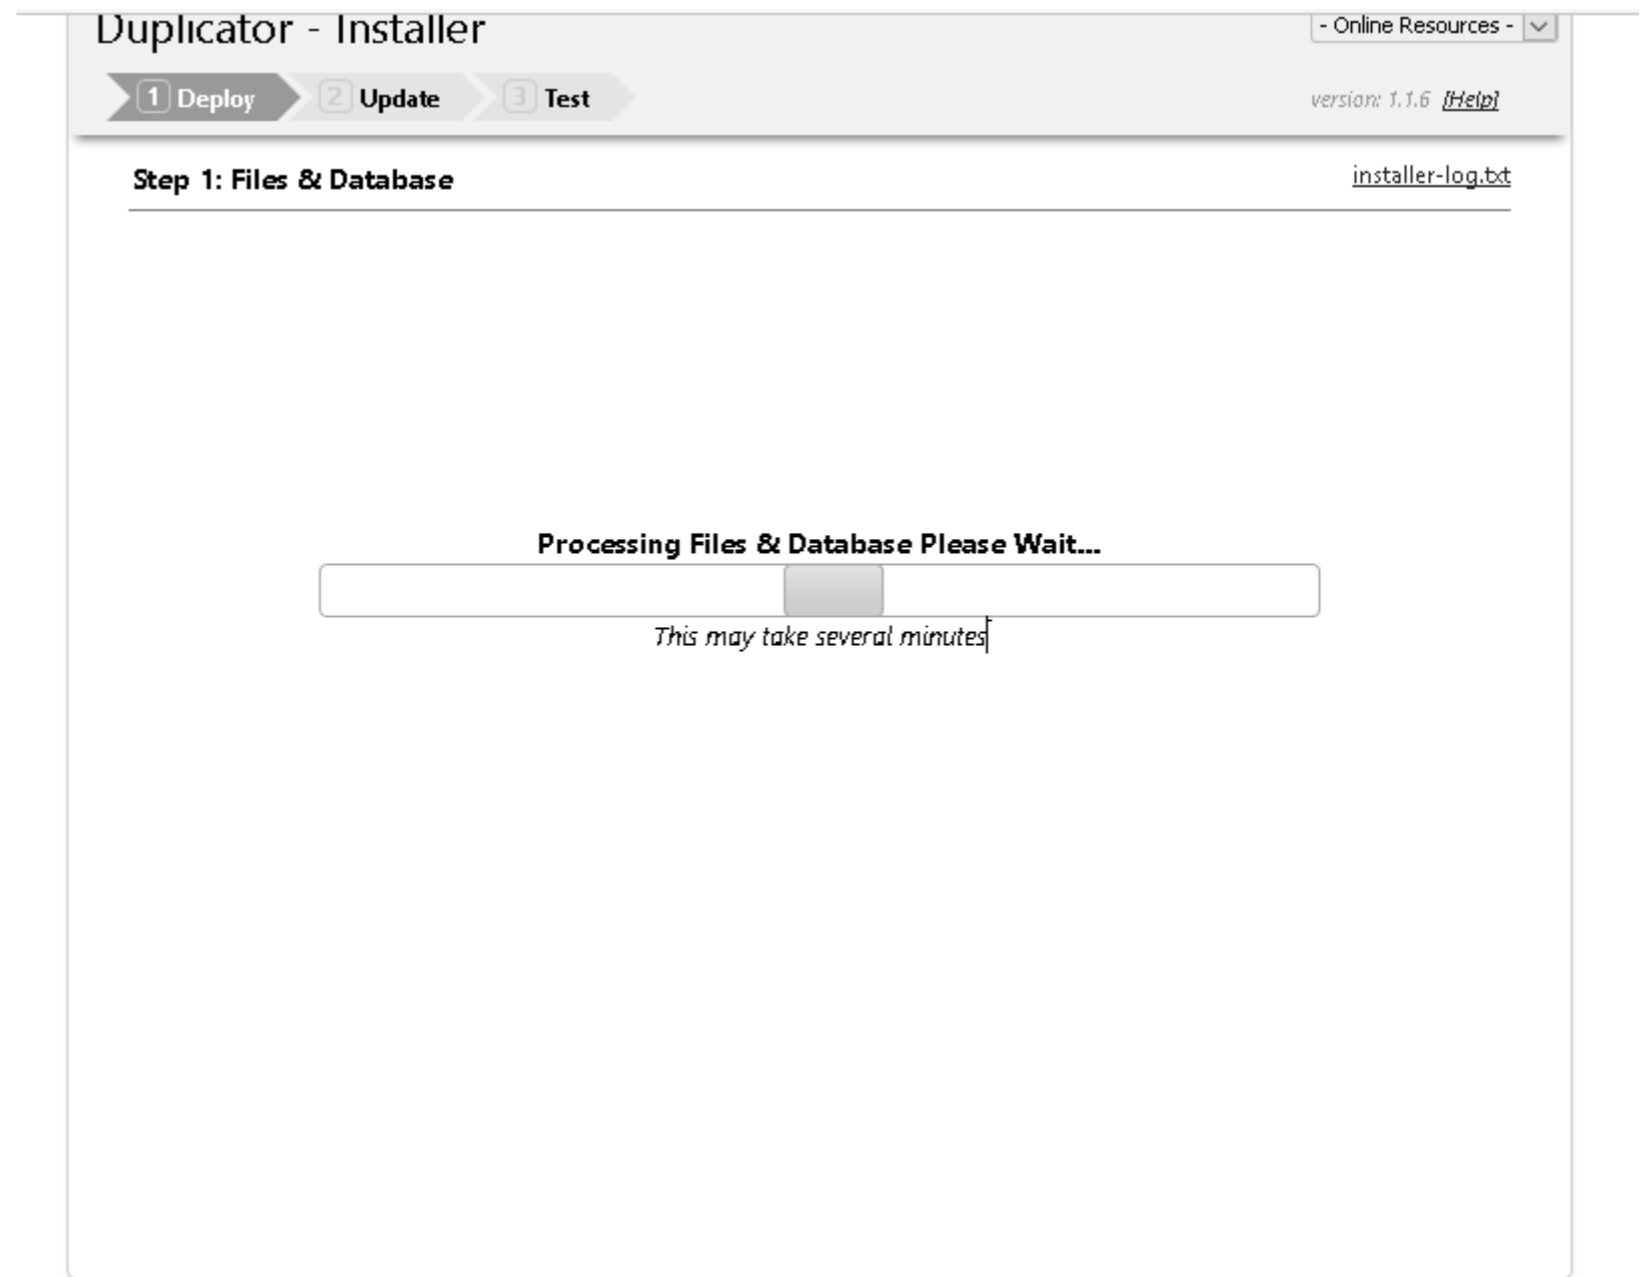 Duplicator - Installer
- Online Resources -
1 Deploy
2 Update
3 Test
version: 1.1.6 [Help]
Step 1: Files & Database
installer-log.txt
Processing Files & Database Please Wait...
This may take several minutes